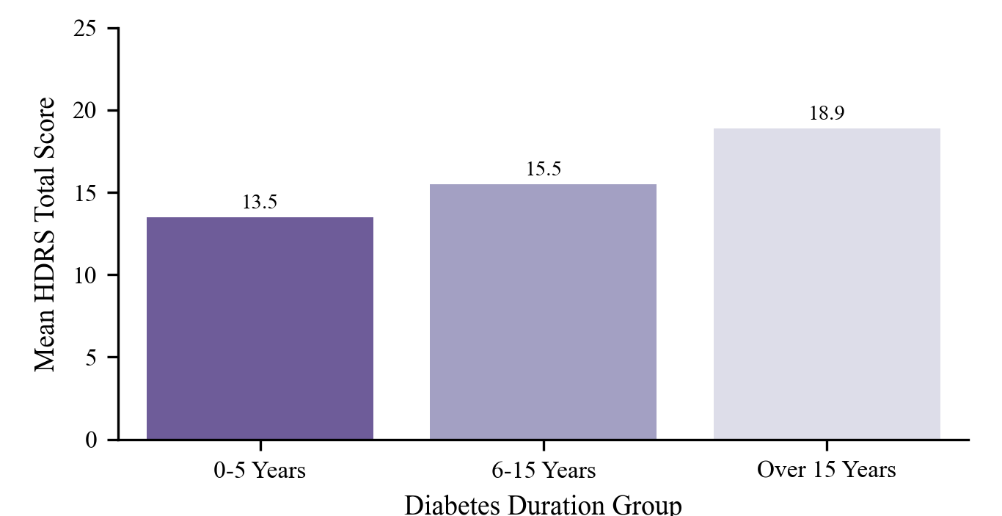 Mean HDRS Total Score
25
20
15
10
5
0
13.5
15.5
18.9
0-5 Years
6-15 Years
Over 15 Years
Diabetes Duration Group